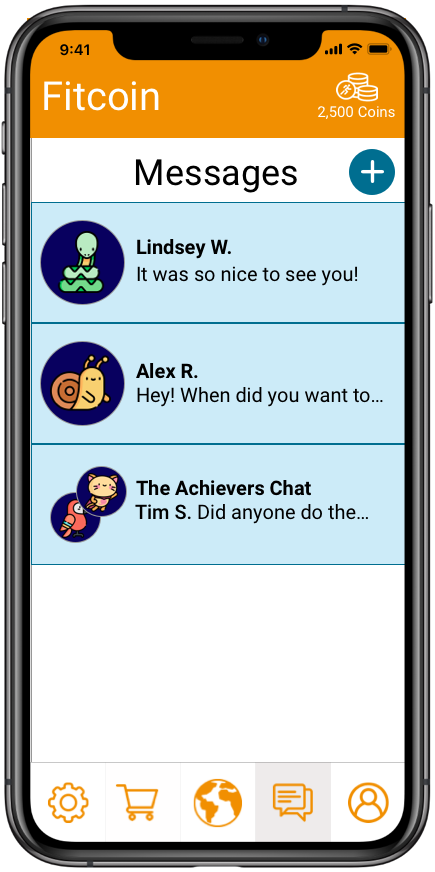 9:41
Fitcoin
2,500 Coins
Messages
Lindsey W.
It was so nice to see you!
Alex R.
Hey! When did you want to...
The Achievers Chat
Tim S. Did anyone do the...